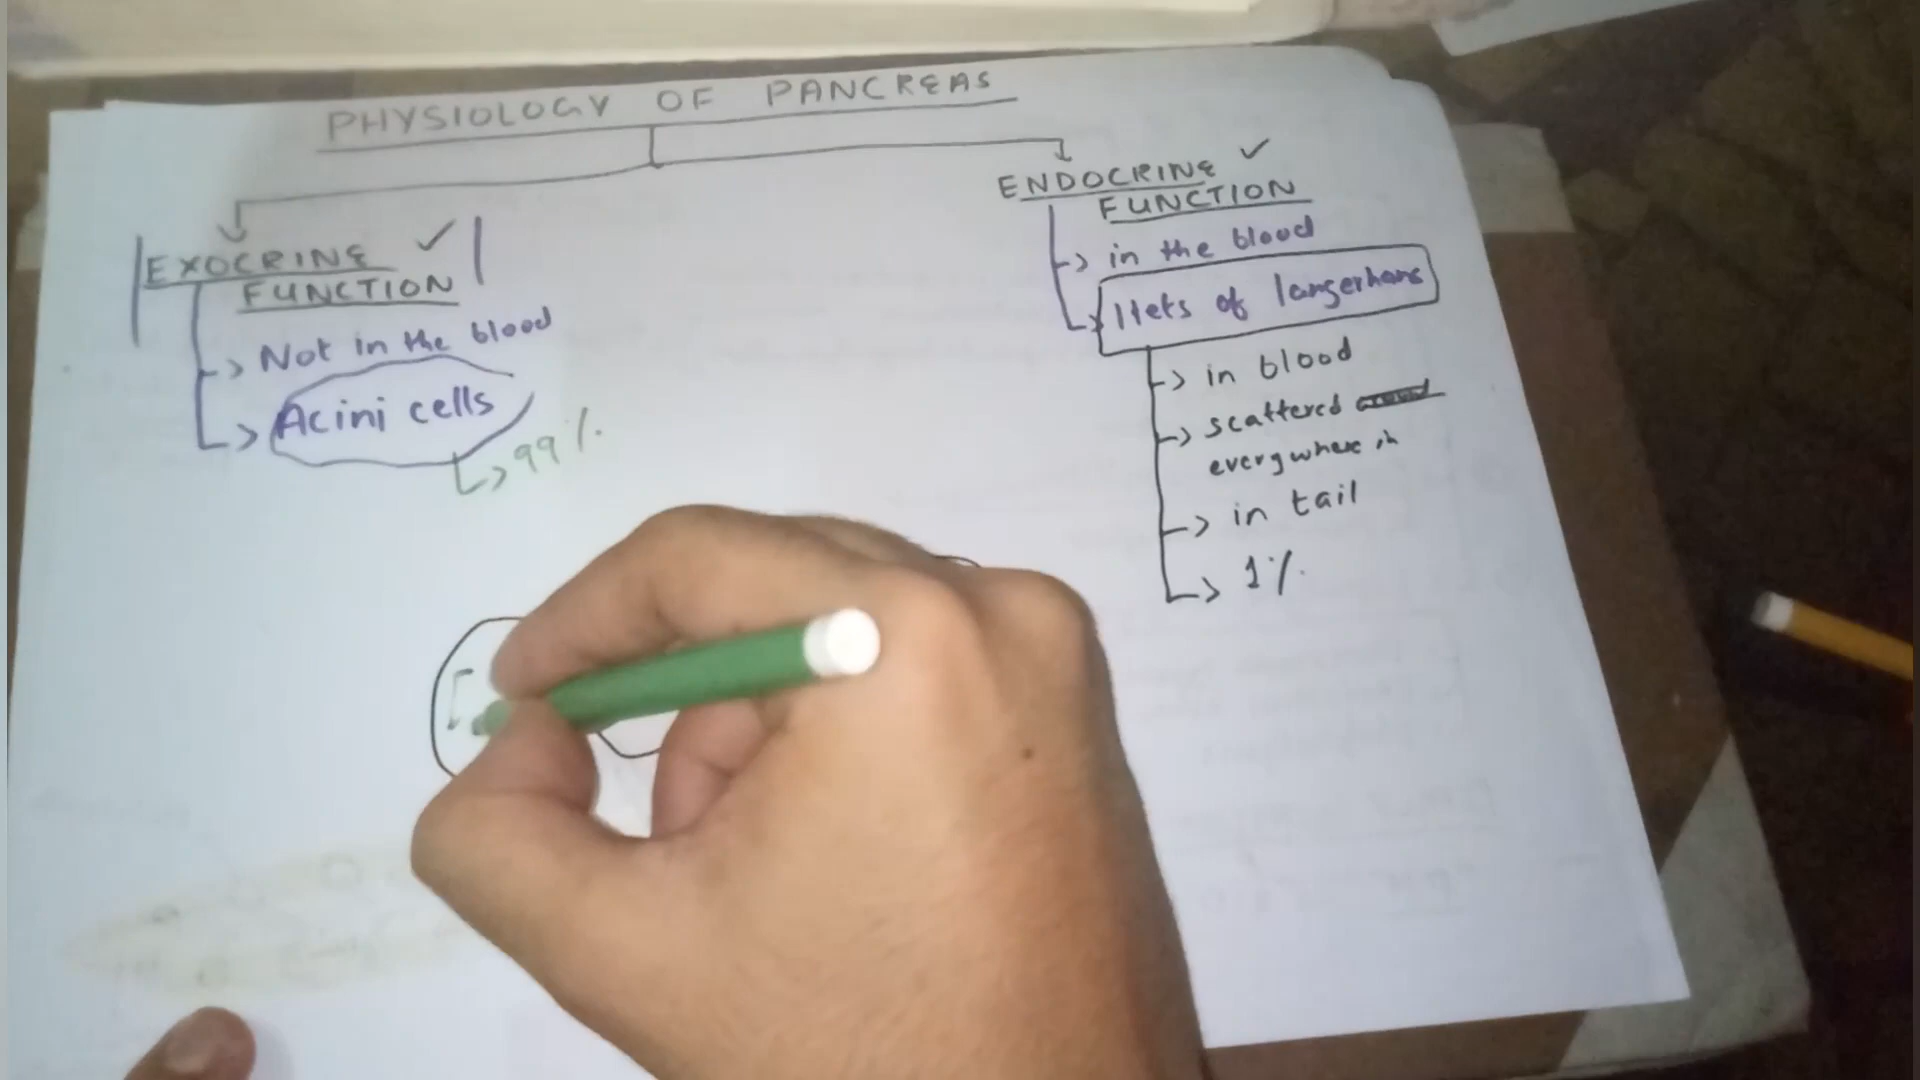 PHYSIOLOGY OF PANCREAS
EXOCRINE ✓
FUNCTION
-> Not in the blood
-> Acini cells
-> 99%.
ENDOCRINE ✓
FUNCTION
-> in the blood
-> Ilets of langerhans
-> in blood
-> scattered
everywhere in
-> in tail
-> 1%.